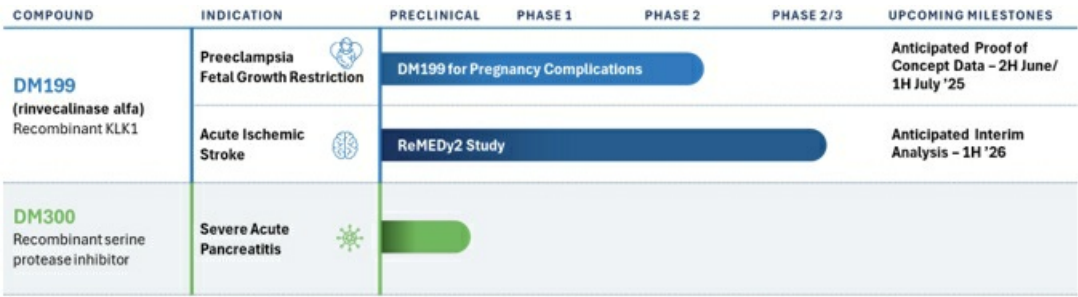 COMPOUND INDICATION PRECLINICAL PHASE 1 PHASE 2 PHASE 2/3 UPCOMING MILESTONES
DM199
(rinvecalinase alfa)
Recombinant KLK1
Preeclampsia
Fetal Growth Restriction
DM199 for Pregnancy Complications
Anticipated Proof of
Concept Data – 2H June/
1H July '25
Acute Ischemic
Stroke
ReMEDy2 Study
Anticipated Interim
Analysis – 1H '26
DM300
Recombinant serine
protease inhibitor
Severe Acute
Pancreatitis